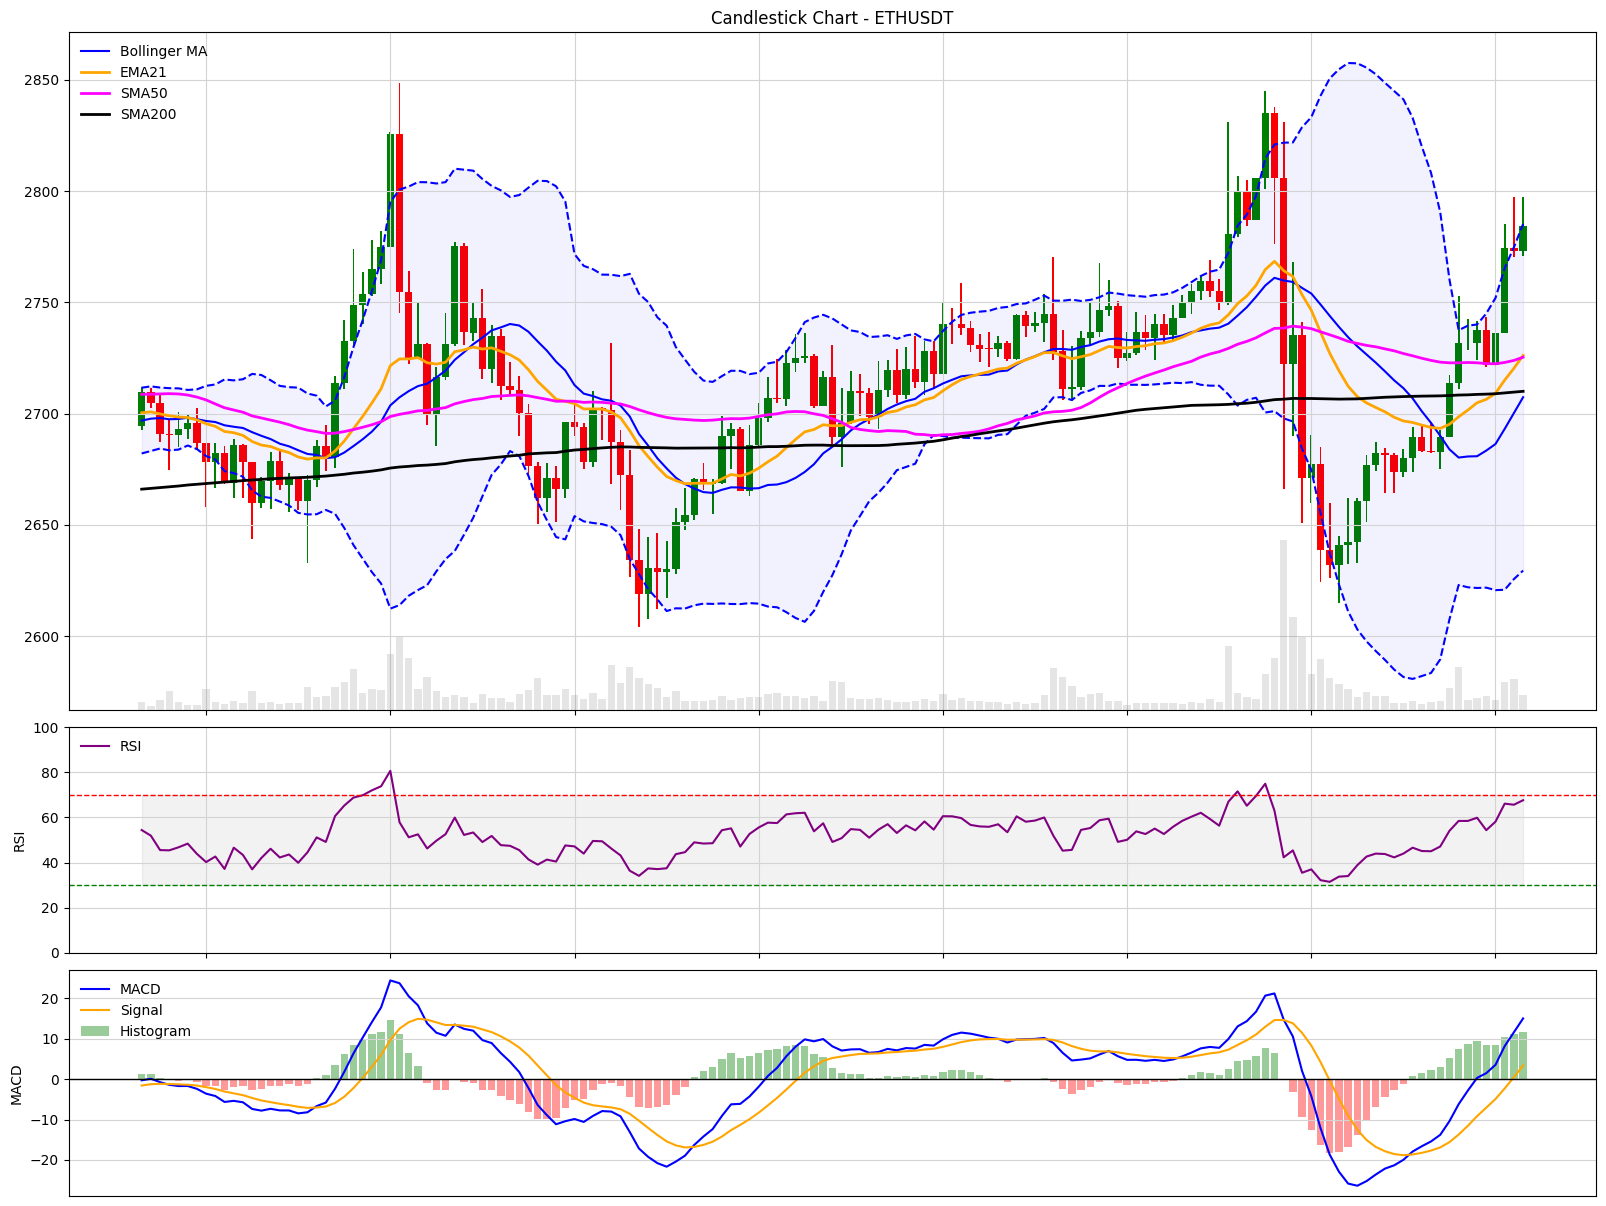 Candlestick Chart - ETHUSDT
Bollinger MA
EMA21
SMA50
SMA200
2850
2800
2750
2700
2650
2600
RSI
100
80
60
40
20
0
RSI
MACD
Signal
Histogram
20
10
0
−10
−20
MACD